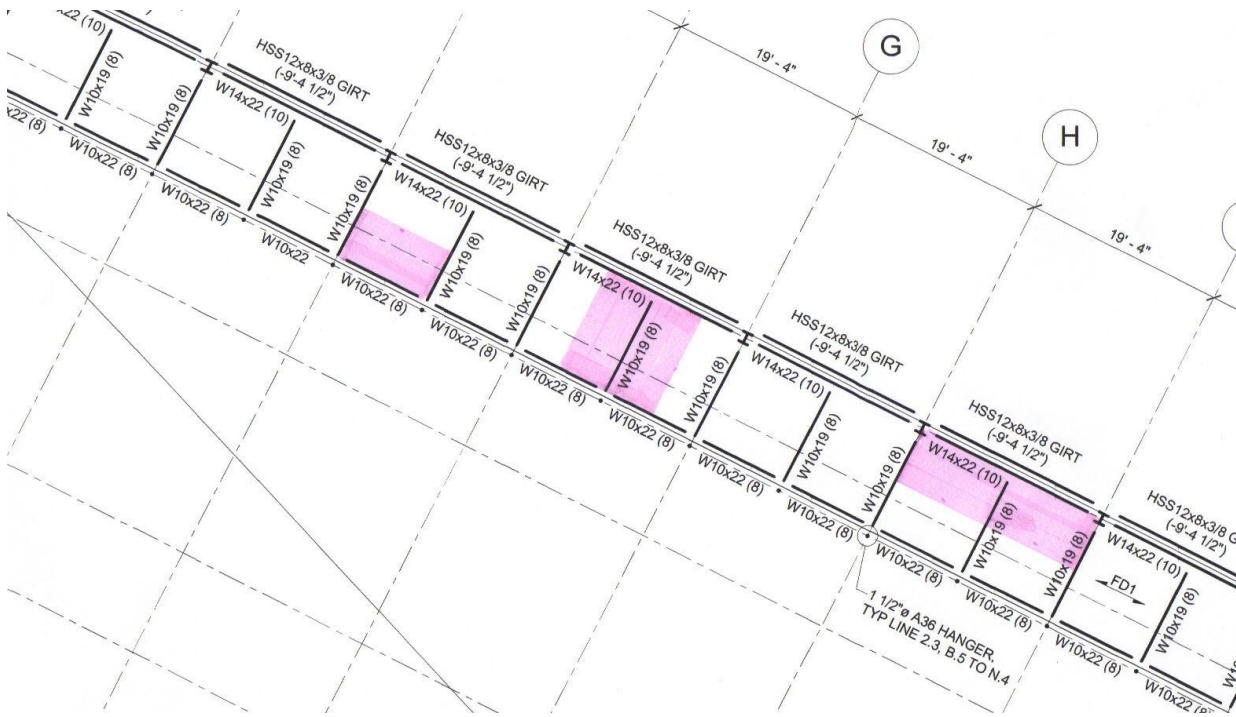 G
H
19' - 4"
19' - 4"
19' - 4"
x22 (10)
HSS12x8x3/8 GIRT
(-9'-4 1/2")
HSS12x8x3/8 GIRT
(-9'-4 1/2")
HSS12x8x3/8 GIRT
(-9'-4 1/2")
HSS12x8x3/8 GIRT
(-9'-4 1/2")
HSS12x8x3/8 GIRT
(-9'-4 1/2")
HSS12x8x3/8 G
(-9'-4 1/2")
W14x22 (10)
W14x22 (10)
W14x22 (10)
W14x22 (10)
W14x22 (10)
W14x22 (10)
W10x19 (8)
W10x19 (8)
W10x19 (8)
W10x19 (8)
W10x19 (8)
W10x19 (8)
W10x19 (8)
W10x19 (8)
W10x19 (8)
W10x19 (8)
W10x19 (8)
W10x19 (8)
W10x19 (8)
W10
x22 (8)
W10x22 (8)
W10x22 (8)
W10x22
W10x22 (8)
W10x22 (8)
W10x22 (8)
W10x22 (8)
W10x22 (8)
W10x22 (8)
W10x22 (8)
W10x22 (8)
W10x22 (8)
W10x22 (8)
FD1
1 1/2"ø A36 HANGER,
TYP LINE 2.3, B.5 TO N.4